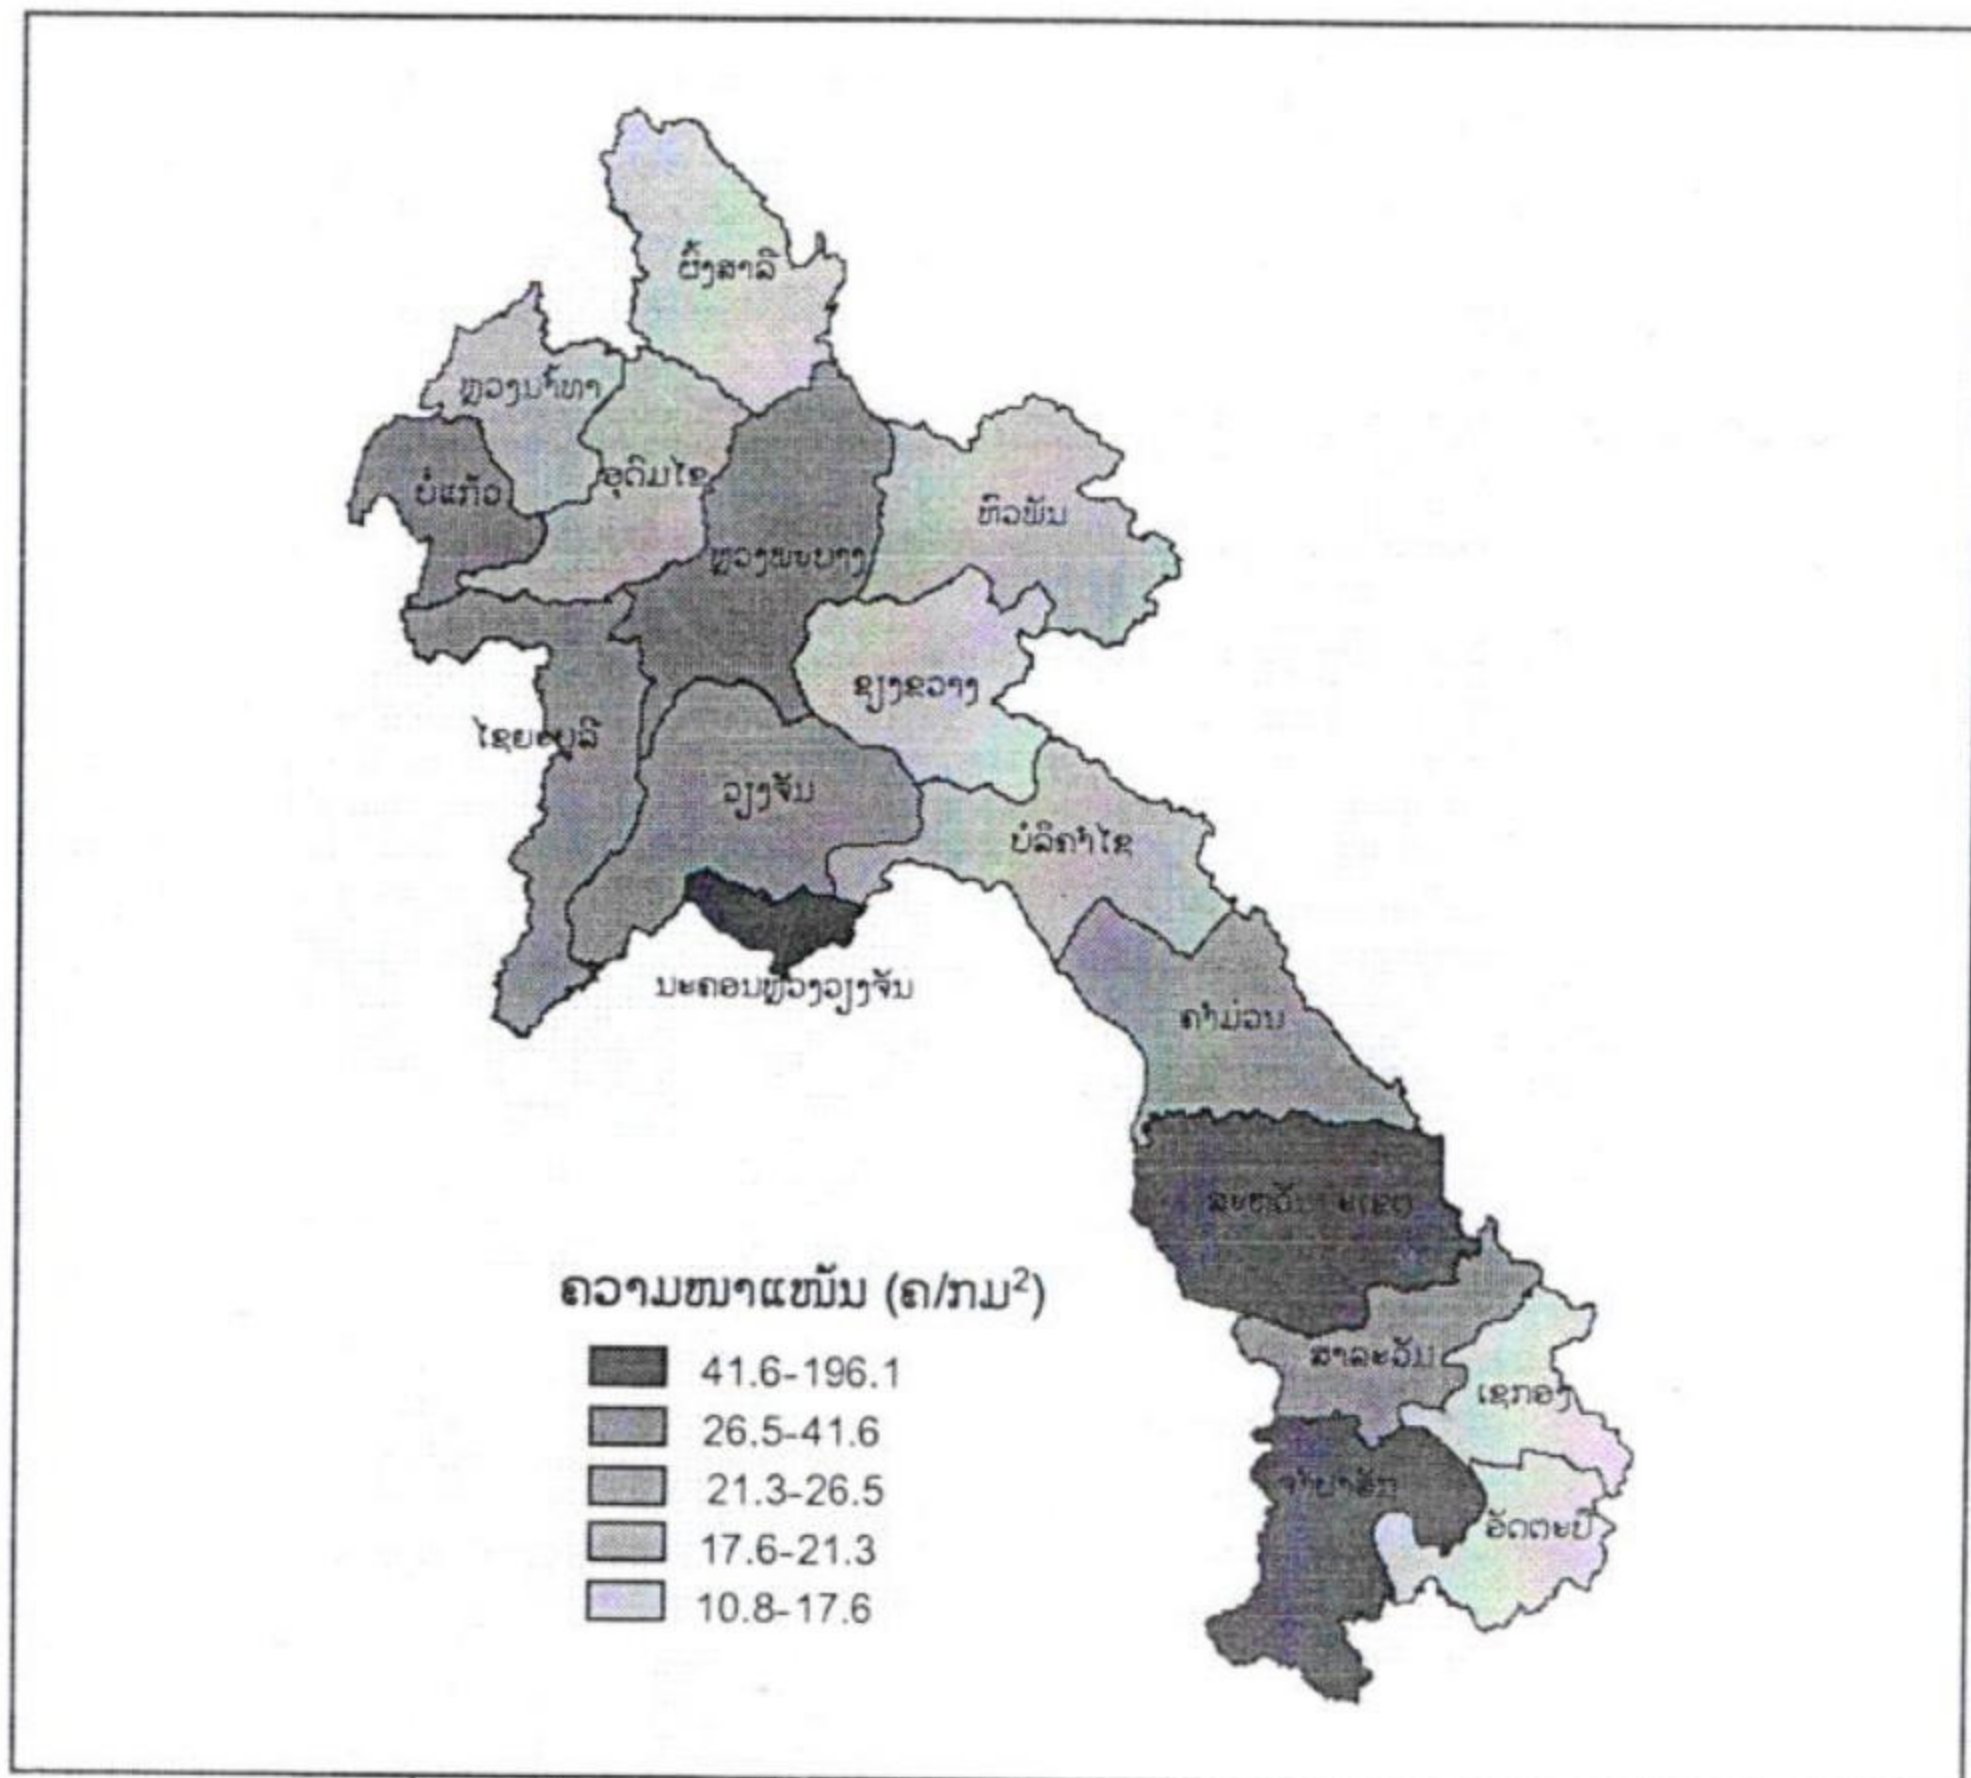 ຜົ້ງສາລີ
ຫຼວງນ້ຳທາ
ບໍ່ແກ້ວ
ອຸດົມໄຊ
ຫົວພັນ
ຫຼວງພະບາງ
ຊຽງຂວາງ
ໄຊຍະບູລີ
ວຽງຈັນ
ບໍລິຄຳໄຊ
ນະຄອນຫຼວງວຽງຈັນ
ຄຳມ່ວນ
ຄວາມໜາແໜ້ນ (ຄ/ກມ²)
41.6-196.1
26.5-41.6
21.3-26.5
17.6-21.3
10.8-17.6
ສາລະວັນ
ເຊກອງ
ຈຳປາສັກ
ອັດຕະປື